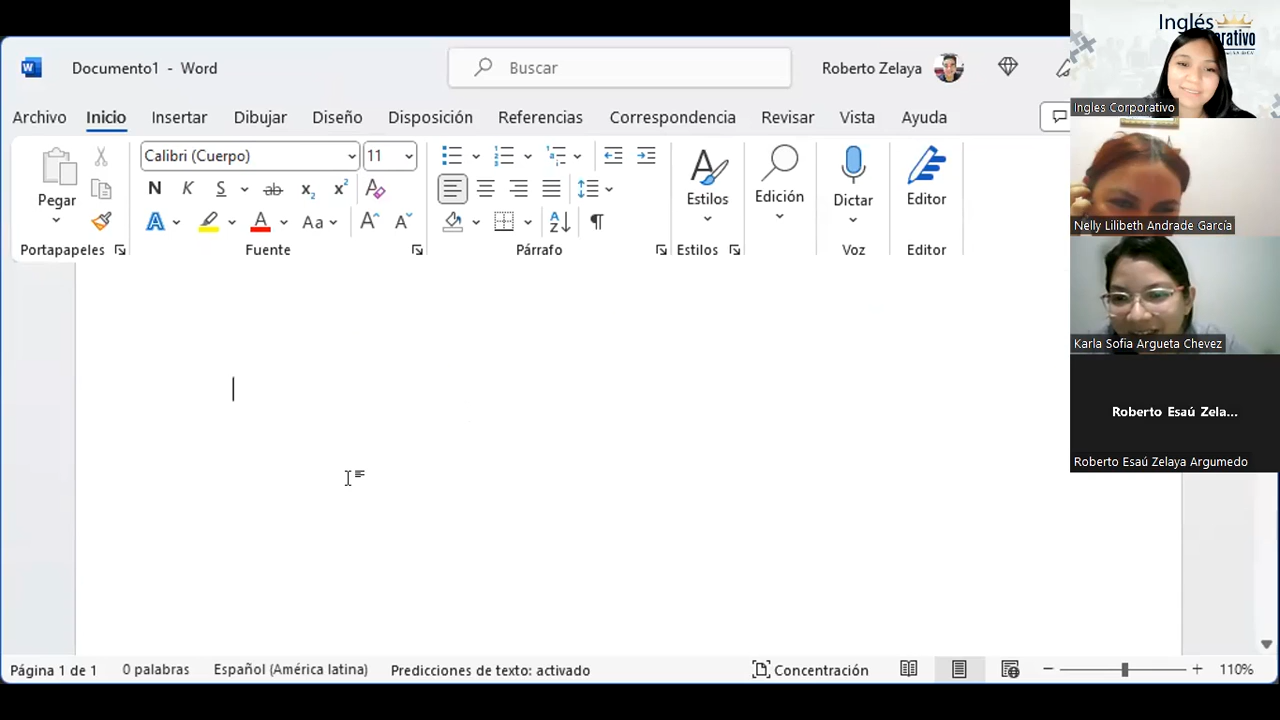 Documento1 - Word
Buscar
Roberto Zelaya
Archivo Inicio Insertar Dibujar Diseño Disposición Referencias Correspondencia Revisar Vista Ayuda
Calibri (Cuerpo) 11
Pegar
N K S ab x₂ x²
A A Aa A A
Estilos
Edición
Dictar
Editor
Portapapeles Fuente Párrafo Estilos Voz Editor
Página 1 de 1 0 palabras Español (América latina) Predicciones de texto: activado Concentración 110%
Inglés
Ingles Corporativo
Nelly Lilibeth Andrade García
Karla Sofia Argueta Chevez
Roberto Esaú Zela...
Roberto Esaú Zelaya Argumedo